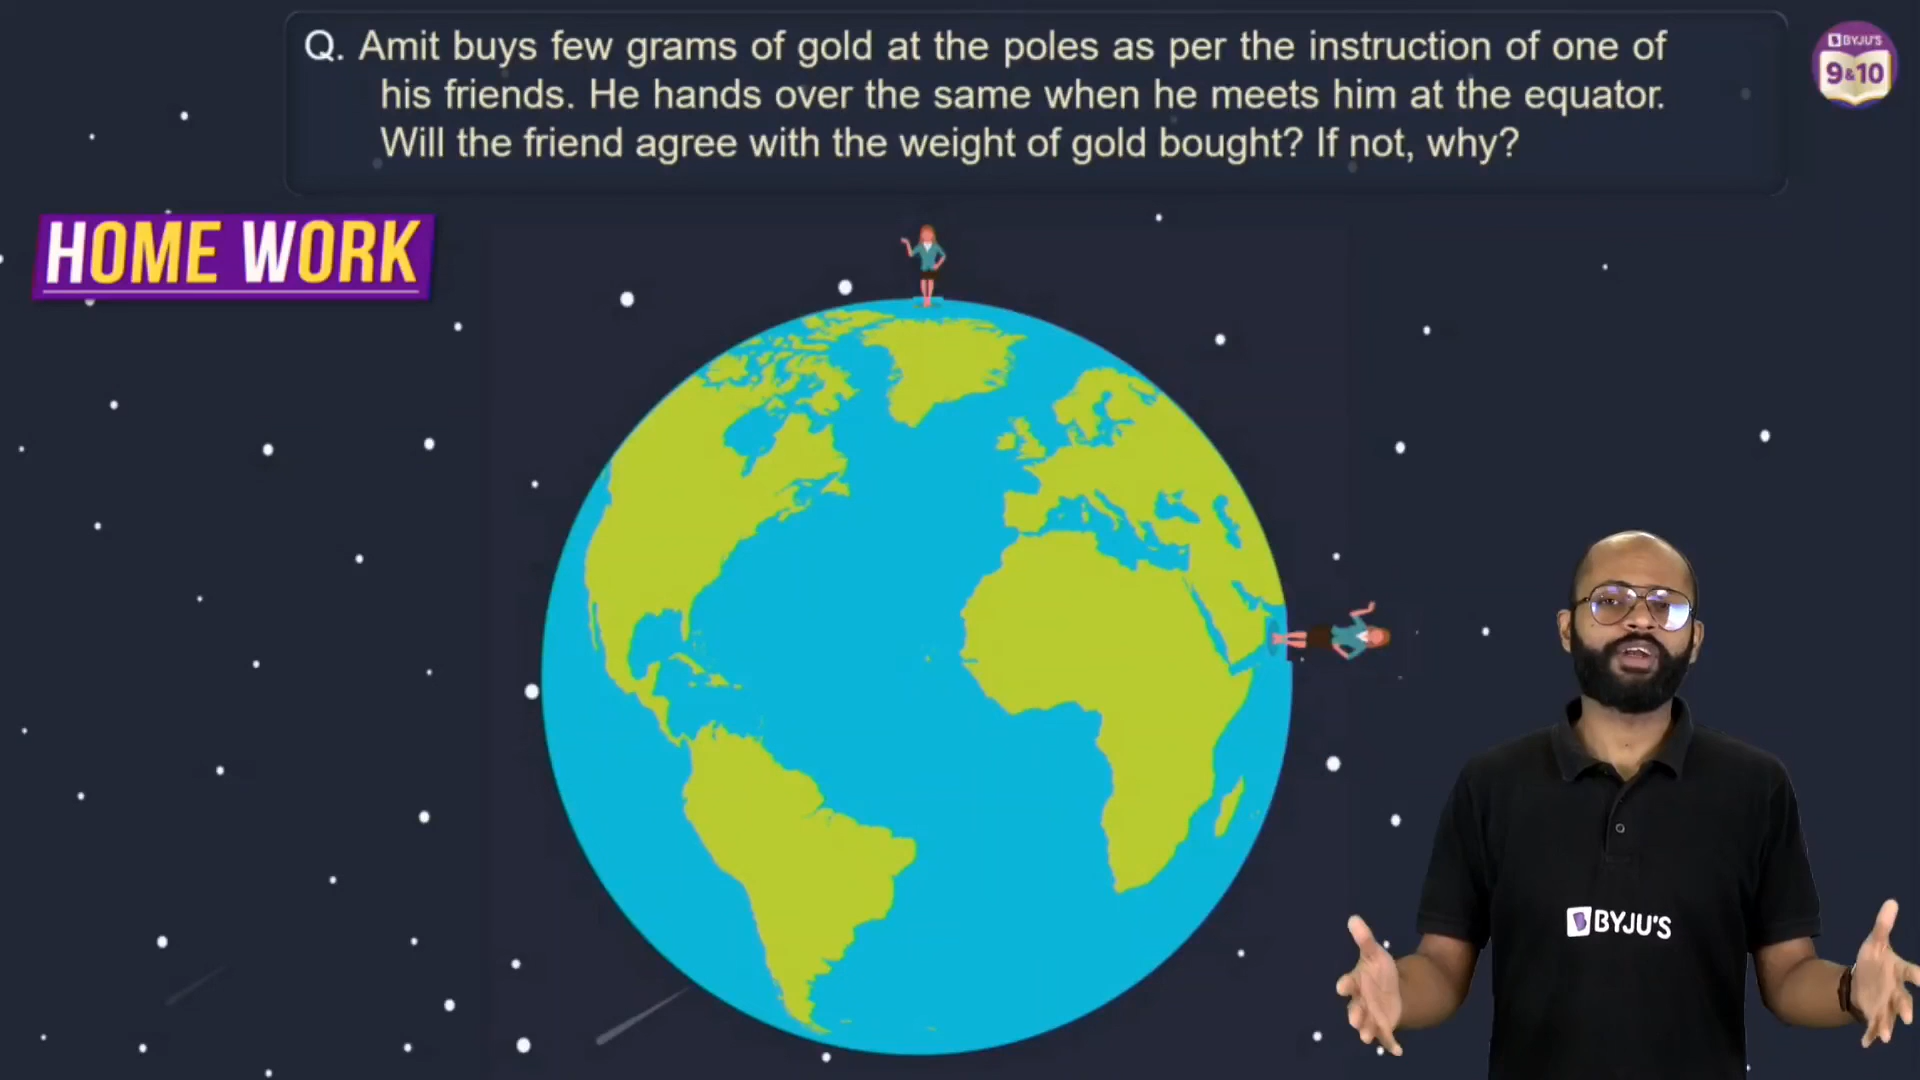 Q. Amit buys few grams of gold at the poles as per the instruction of one of
his friends. He hands over the same when he meets him at the equator.
Will the friend agree with the weight of gold bought? If not, why?
BYJU'S
9&10
HOME WORK
BYJU'S